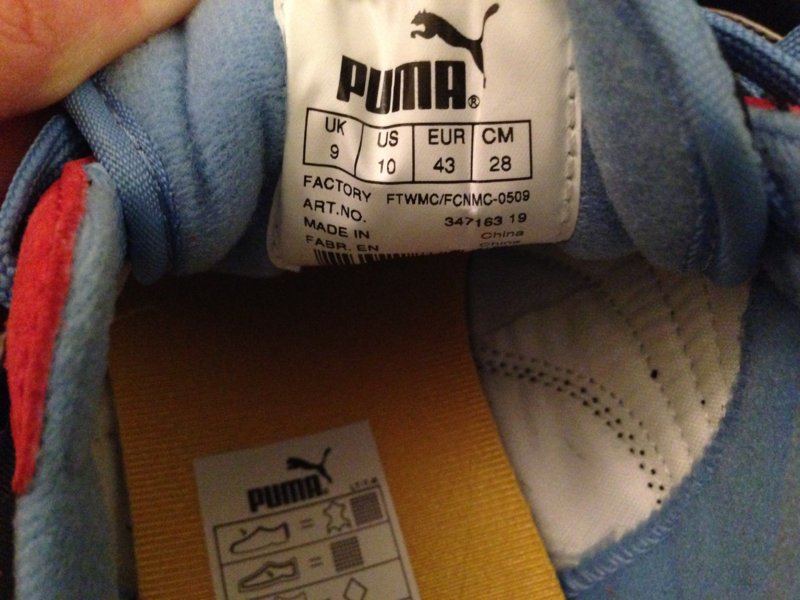 PUMA®
UK US EUR CM
9 10 43 28
FACTORY FTWMC/FCNMC-0509
ART.NO. 347163 19
MADE IN China
FABR. EN China
PUMA